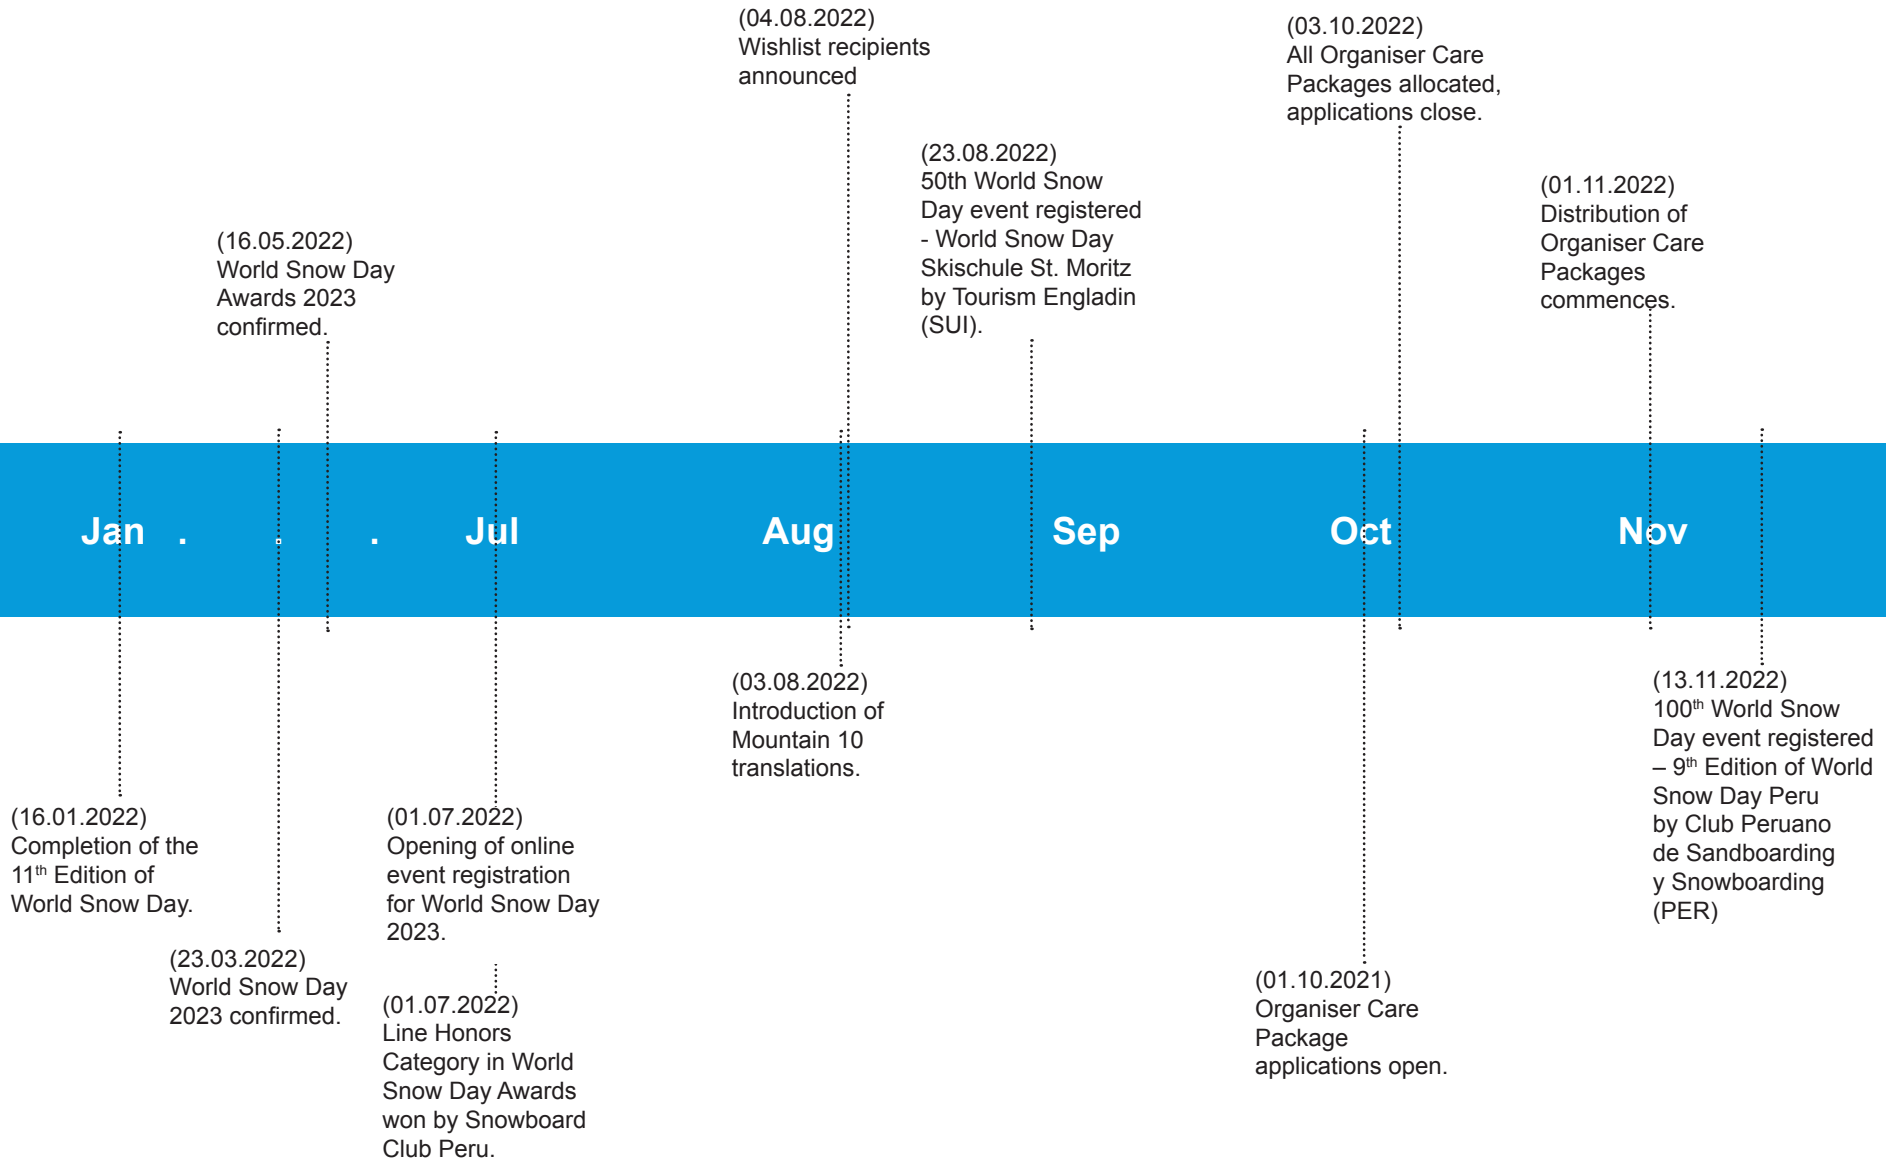 (04.08.2022)
Wishlist recipients
announced
(03.10.2022)
All Organiser Care
Packages allocated,
applications close.
(23.08.2022)
50th World Snow
Day event registered
- World Snow Day
Skischule St. Moritz
by Tourism Engladin
(SUI).
(01.11.2022)
Distribution of
Organiser Care
Packages
commences.
(16.05.2022)
World Snow Day
Awards 2023
confirmed.
Jan . . . Jul Aug Sep Oct Nov
(16.01.2022)
Completion of the
11th Edition of
World Snow Day.
(23.03.2022)
World Snow Day
2023 confirmed.
(01.07.2022)
Opening of online
event registration
for World Snow Day
2023.
(01.07.2022)
Line Honors
Category in World
Snow Day Awards
won by Snowboard
Club Peru.
(03.08.2022)
Introduction of
Mountain 10
translations.
(01.10.2021)
Organiser Care
Package
applications open.
(13.11.2022)
100th World Snow
Day event registered
– 9th Edition of World
Snow Day Peru
by Club Peruano
de Sandboarding
y Snowboarding
(PER)